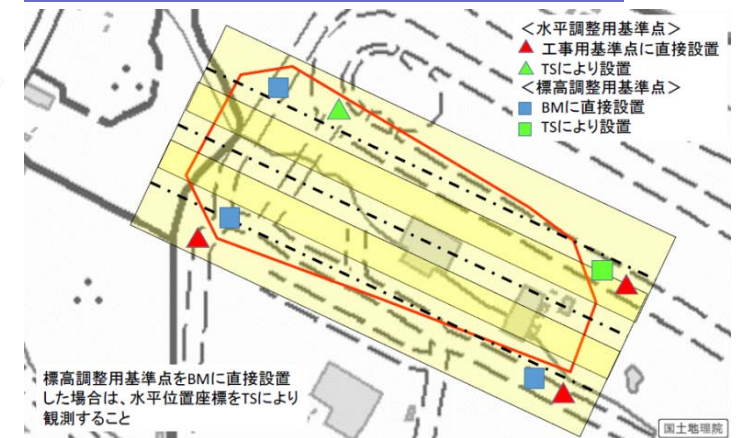 <水平調整用基準点>
工事用基準点に直接設置
TSにより設置
<標高調整用基準点>
BMに直接設置
TSにより設置
標高調整用基準点をBMに直接設置
した場合は、水平位置座標をTSにより
観測すること
国土地理院